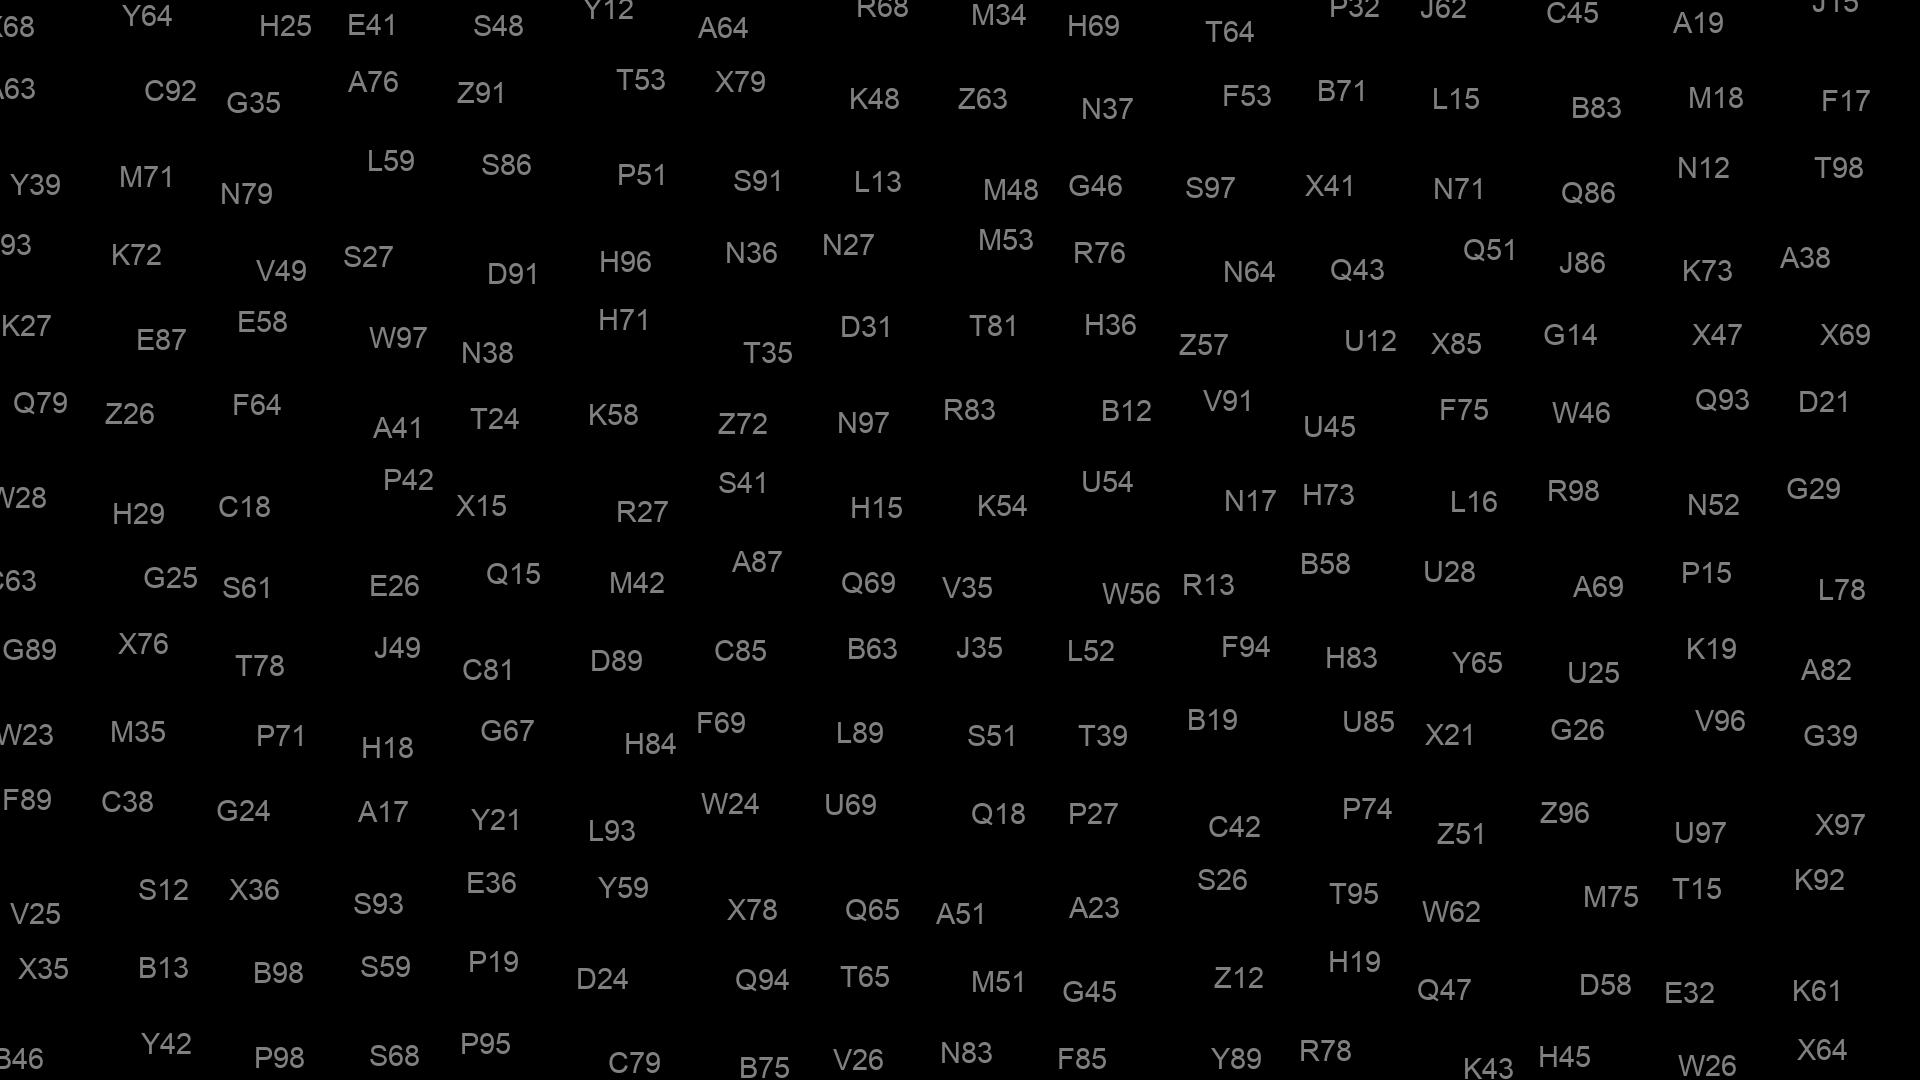 68 Y64 H25 E41 S48 Y12 A64 R68 M34 H69 T64 P32 J62 C45 A19 J15
A63 C92 G35 A76 Z91 T53 X79 K48 Z63 N37 F53 B71 L15 B83 M18 F17
Y39 M71 N79 L59 S86 P51 S91 L13 M48 G46 S97 X41 N71 Q86 N12 T98
93 K72 V49 S27 D91 H96 N36 N27 M53 R76 N64 Q43 Q51 J86 K73 A38
K27 E87 E58 W97 N38 H71 T35 D31 T81 H36 Z57 U12 X85 G14 X47 X69
Q79 Z26 F64 A41 T24 K58 Z72 N97 R83 B12 V91 U45 F75 W46 Q93 D21
W28 H29 C18 P42 X15 R27 S41 H15 K54 U54 N17 H73 L16 R98 N52 G29
63 G25 S61 E26 Q15 M42 A87 Q69 V35 W56 R13 B58 U28 A69 P15 L78
G89 X76 T78 J49 C81 D89 C85 B63 J35 L52 F94 H83 Y65 U25 K19 A82
W23 M35 P71 H18 G67 H84 F69 L89 S51 T39 B19 U85 X21 G26 V96 G39
F89 C38 G24 A17 Y21 L93 W24 U69 Q18 P27 C42 P74 Z51 Z96 U97 X97
V25 S12 X36 S93 E36 Y59 X78 Q65 A51 A23 S26 T95 W62 M75 T15 K92
X35 B13 B98 S59 P19 D24 Q94 T65 M51 G45 Z12 H19 Q47 D58 E32 K61
B46 Y42 P98 S68 P95 C79 B75 V26 N83 F85 Y89 R78 K43 H45 W26 X64